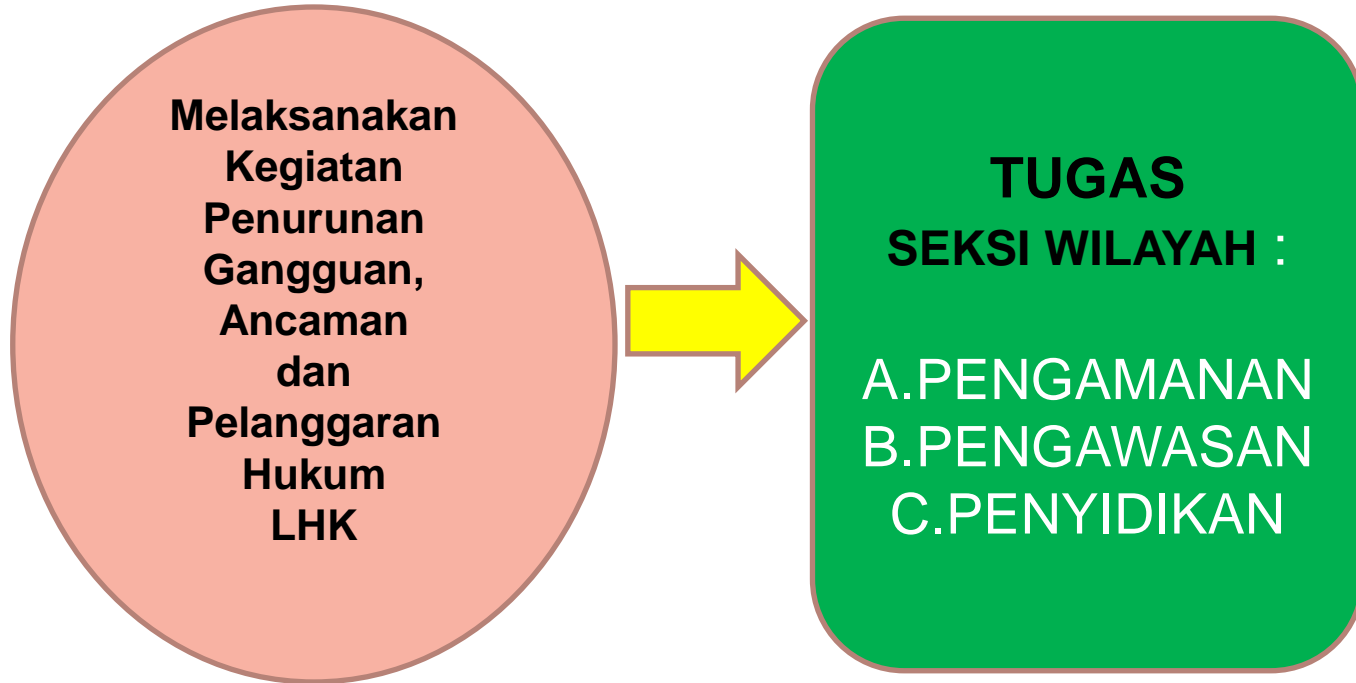 Melaksanakan
Kegiatan
Penurunan
Gangguan,
Ancaman
dan
Pelanggaran
Hukum
LHK
TUGAS
SEKSI WILAYAH :
A.PENGAMANAN
B.PENGAWASAN
C.PENYIDIKAN